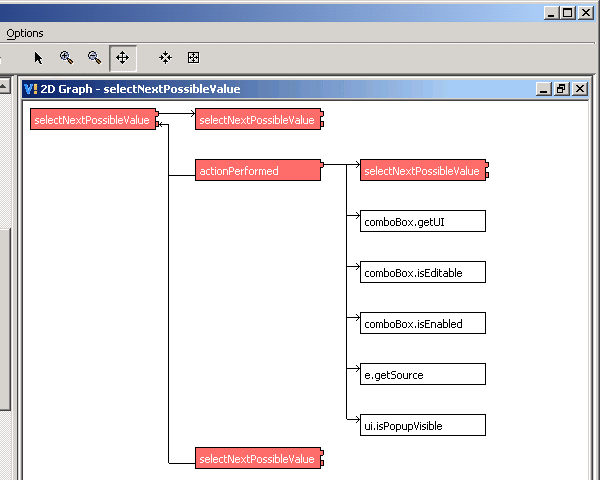 Options
V! 2D Graph - selectNextPossibleValue
selectNextPossibleValue
selectNextPossibleValue
actionPerformed
selectNextPossibleValue
comboBox.getUI
comboBox.isEditable
comboBox.isEnabled
e.getSource
ui.isPopupVisible
selectNextPossibleValue